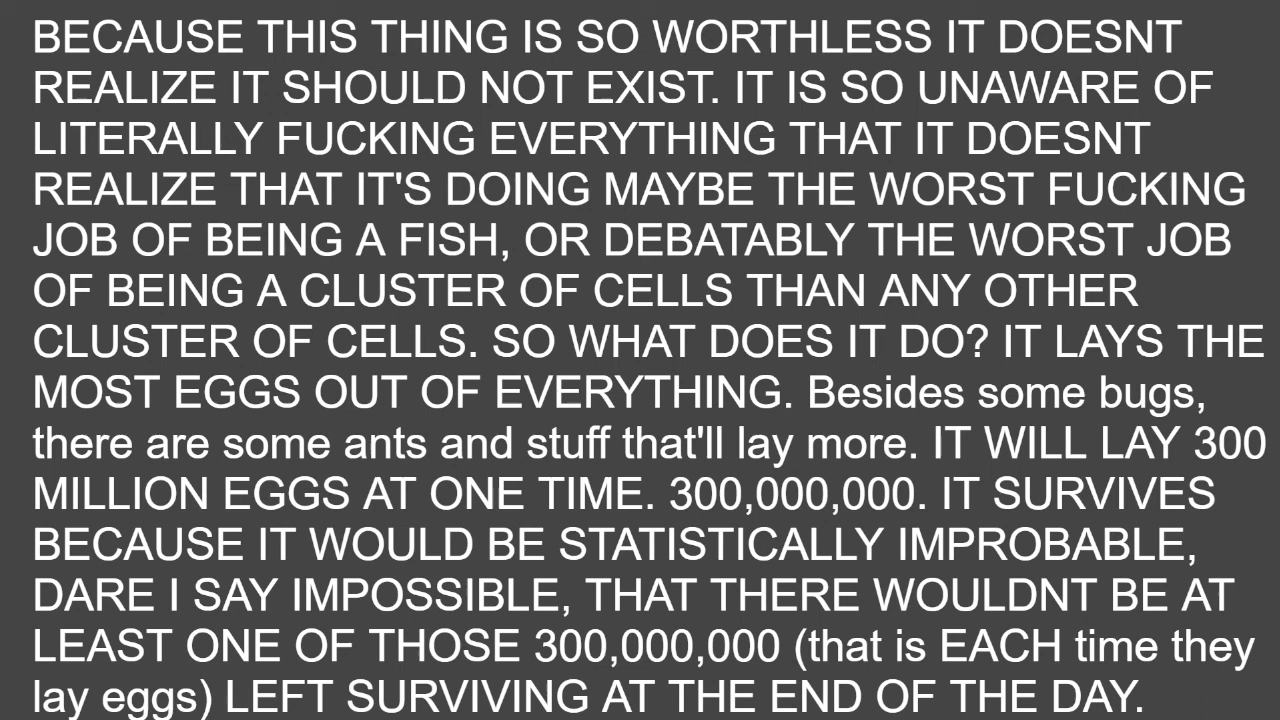 BECAUSE THIS THING IS SO WORTHLESS IT DOESNT
REALIZE IT SHOULD NOT EXIST. IT IS SO UNAWARE OF
LITERALLY FUCKING EVERYTHING THAT IT DOESNT
REALIZE THAT IT'S DOING MAYBE THE WORST FUCKING
JOB OF BEING A FISH, OR DEBATABLY THE WORST JOB
OF BEING A CLUSTER OF CELLS THAN ANY OTHER
CLUSTER OF CELLS. SO WHAT DOES IT DO? IT LAYS THE
MOST EGGS OUT OF EVERYTHING. Besides some bugs,
there are some ants and stuff that'll lay more. IT WILL LAY 300
MILLION EGGS AT ONE TIME. 300,000,000. IT SURVIVES
BECAUSE IT WOULD BE STATISTICALLY IMPROBABLE,
DARE I SAY IMPOSSIBLE, THAT THERE WOULDNT BE AT
LEAST ONE OF THOSE 300,000,000 (that is EACH time they
lay eggs) LEFT SURVIVING AT THE END OF THE DAY.